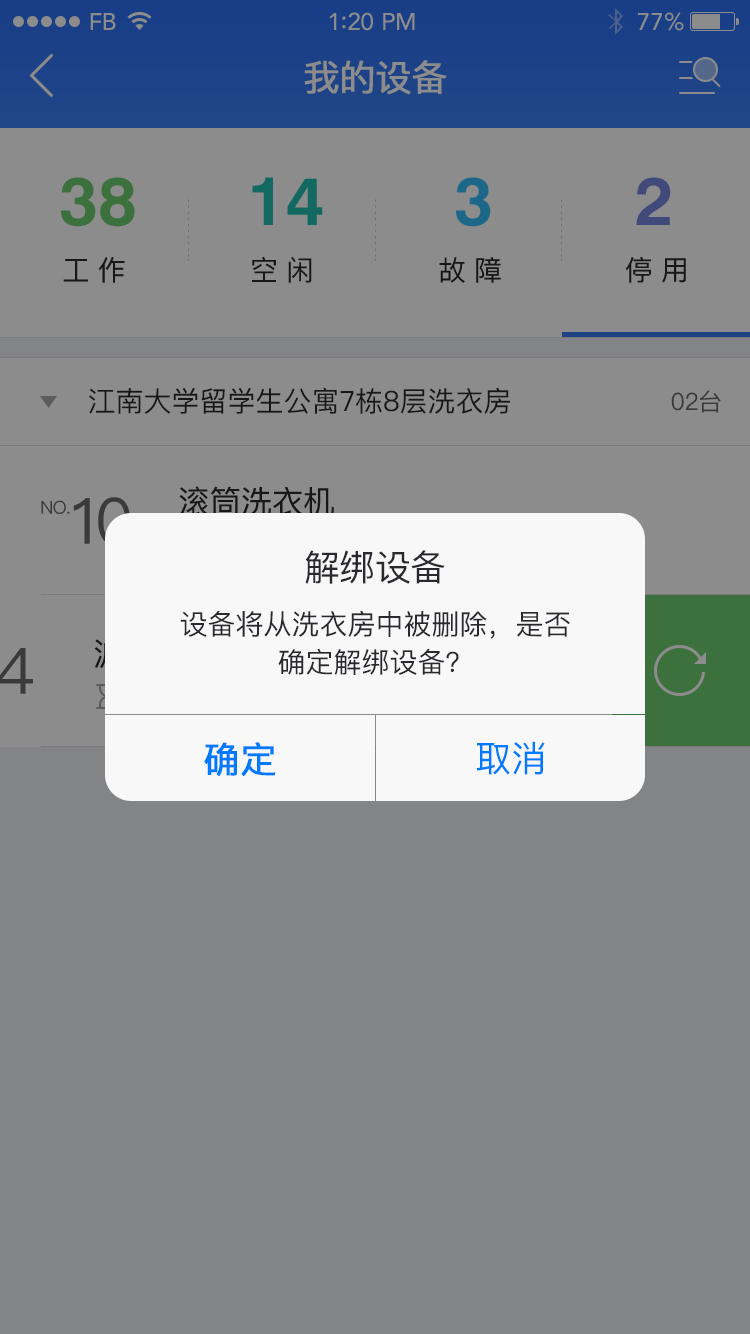 FB 1:20 PM 77%
我的设备
38 14 3 2
工作 空闲 故障 停用
江南大学留学生公寓7栋8层洗衣房 02台
NO.10 滚筒洗衣机
4
解绑设备
设备将从洗衣房中被删除，是否
确定解绑设备？
确定 取消